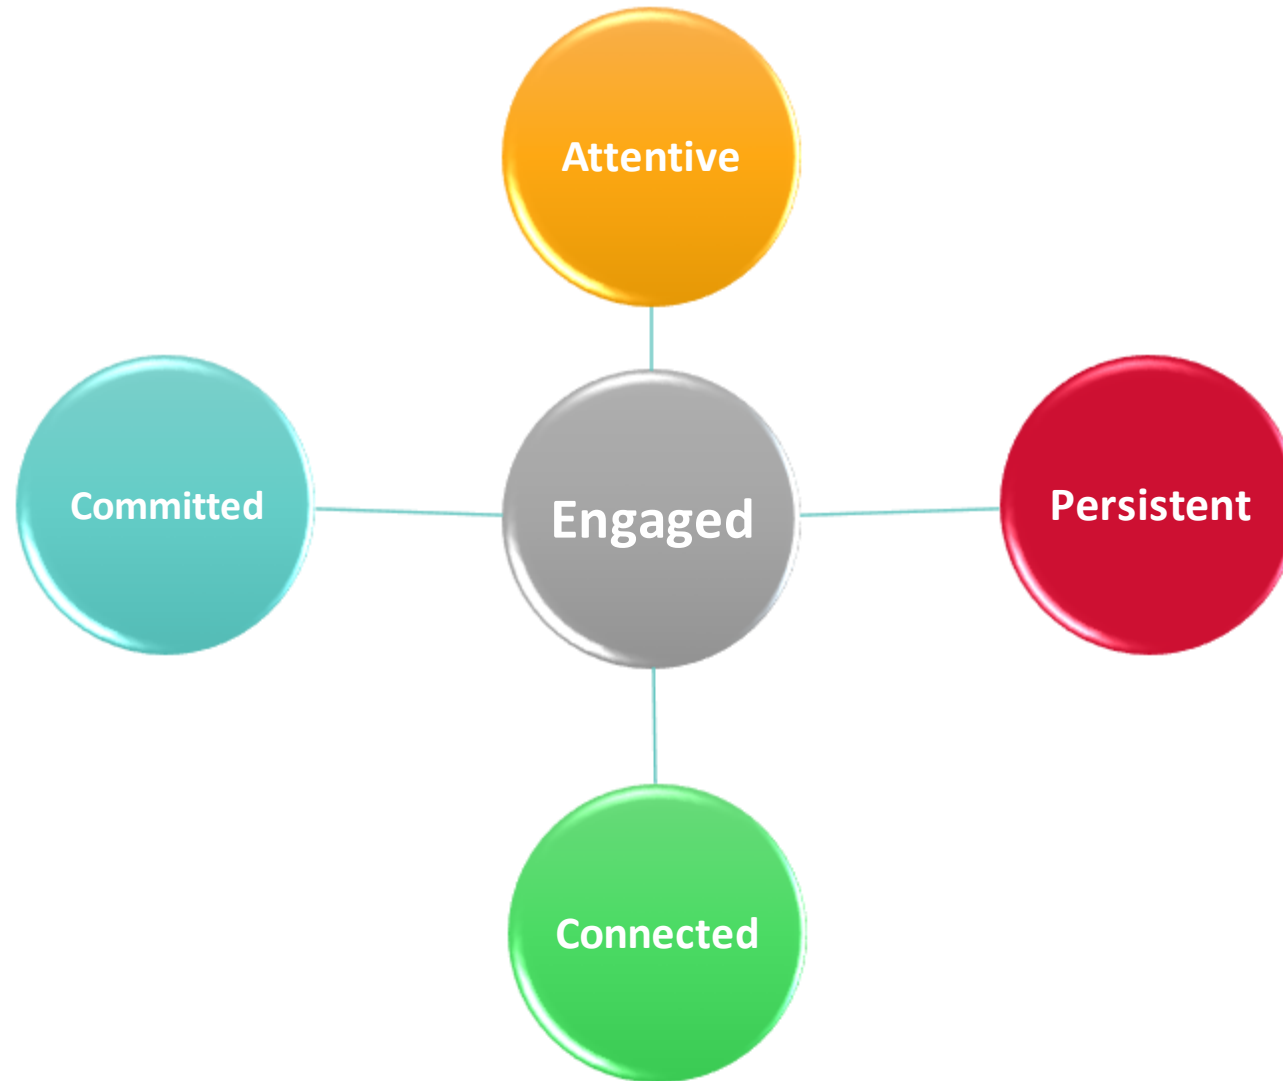 Attentive
Committed
Engaged
Persistent
Connected